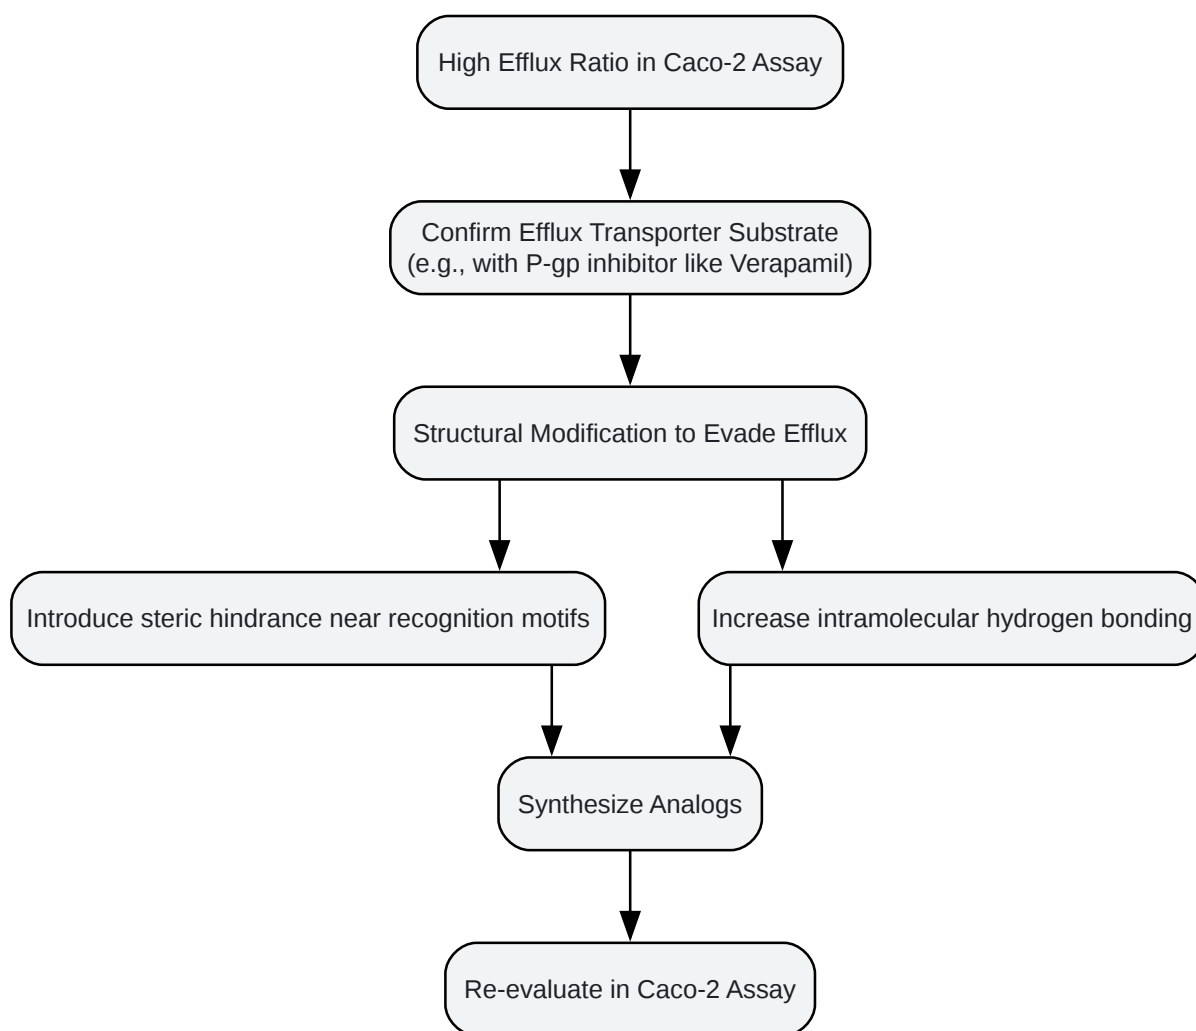 High Efflux Ratio in Caco-2 Assay
Confirm Efflux Transporter Substrate
(e.g., with P-gp inhibitor like Verapamil)
Structural Modification to Evade Efflux
Introduce steric hindrance near recognition motifs
Increase intramolecular hydrogen bonding
Synthesize Analogs
Re-evaluate in Caco-2 Assay